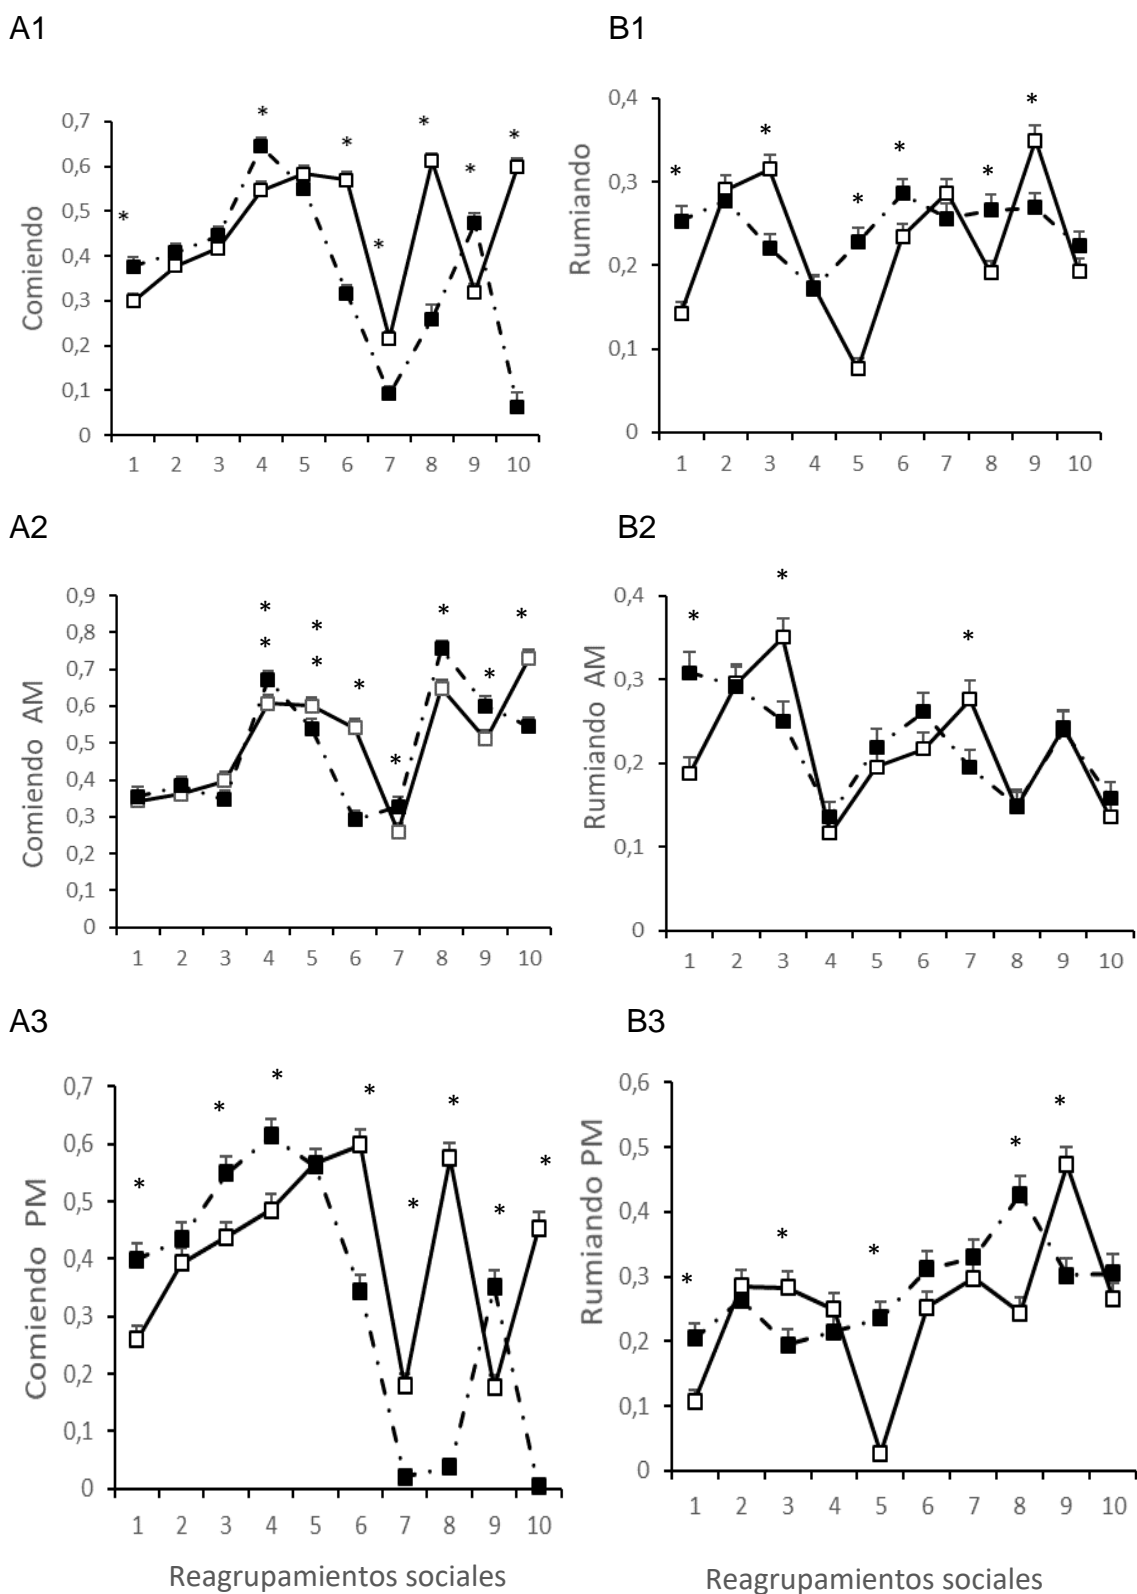 A1
B1
Comiendo
0,7
0,6
0,5
0,4
0,3
0,2
0,1
0
* * * * * * *
1 2 3 4 5 6 7 8 9 10
Rumiando
0,4
0,3
0,2
0,1
0
* * * * * *
1 2 3 4 5 6 7 8 9 10
A2
B2
Comiendo AM
0,9
0,8
0,7
0,6
0,5
0,4
0,3
0,2
0,1
0
* * * * * *
* * *
1 2 3 4 5 6 7 8 9 10
Rumiando AM
0,4
0,3
0,2
0,1
0
* * *
1 2 3 4 5 6 7 8 9 10
A3
B3
Comiendo PM
0,7
0,6
0,5
0,4
0,3
0,2
0,1
0
* * * * * * * *
1 2 3 4 5 6 7 8 9 10
Reagrupamientos sociales
Rumiando PM
0,6
0,5
0,4
0,3
0,2
0,1
0
* * * * *
1 2 3 4 5 6 7 8 9 10
Reagrupamientos sociales